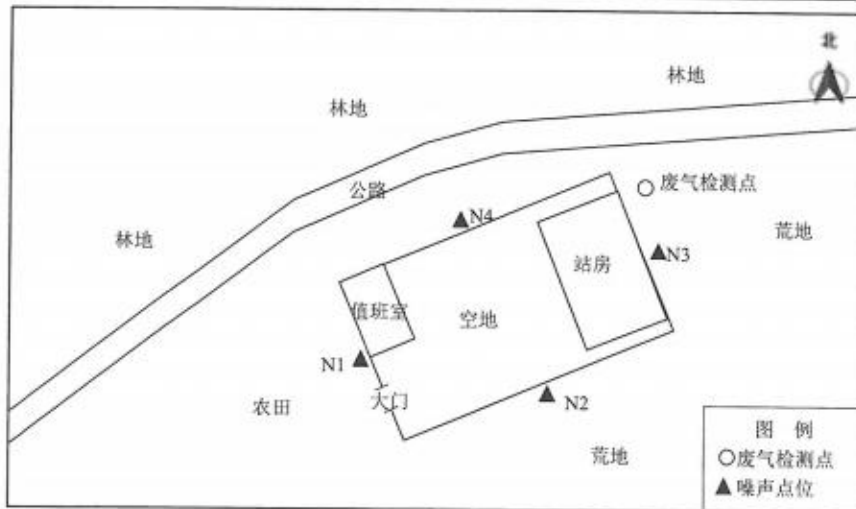 北
林地
林地
废气检测点
公路
N4
荒地
林地
N3
站房
值班室
空地
N1
大门
N2
农田
荒地
图 例
废气检测点
噪声点位